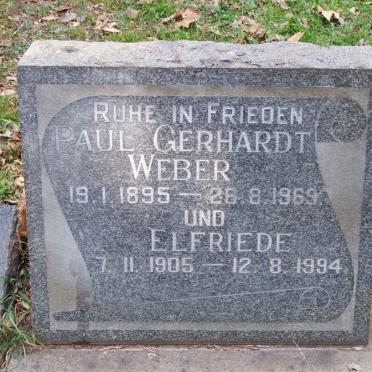 RUHE IN FRIEDEN
PAUL GERHARDT
WEBER
19.1.1895 — 26.8.1969
UND
ELFRIEDE
7.11.1905 — 12.8.1994